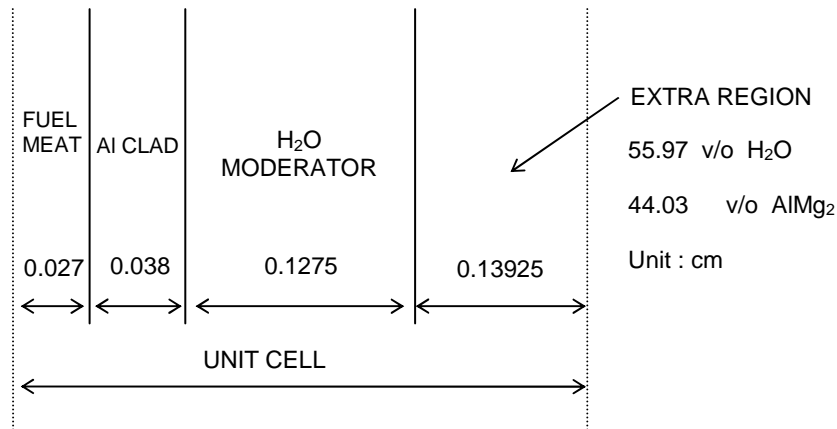 FUEL
MEAT
Al CLAD
H₂O
MODERATOR
EXTRA REGION
55.97 v/o H₂O
44.03 v/o AlMg₂
Unit : cm
0.027
0.038
0.1275
0.13925
UNIT CELL